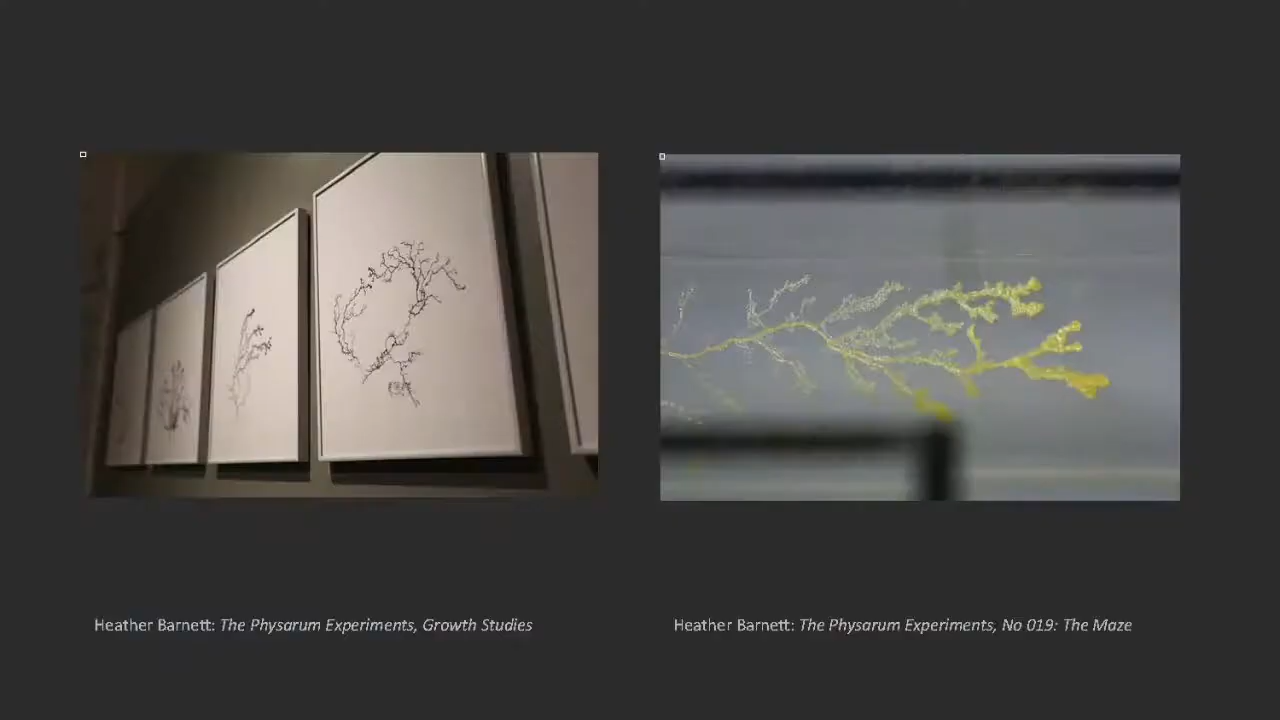 Heather Barnett: The Physarum Experiments, Growth Studies
Heather Barnett: The Physarum Experiments, No 019: The Maze